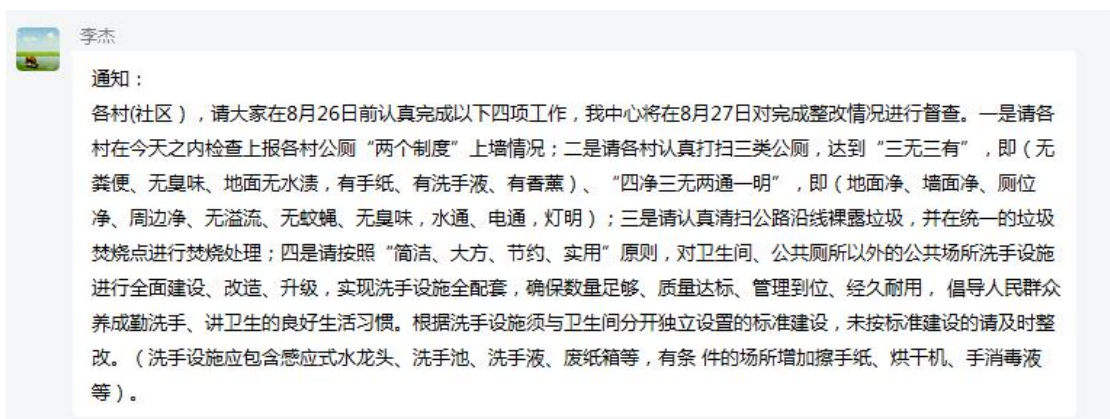 李杰
通知：
各村(社区），请大家在8月26日前认真完成以下四项工作，我中心将在8月27日对完成整改情况进行督查。一是请各
村在今天之内检查上报各村公厕“两个制度”上墙情况；二是请各村认真打扫三类公厕，达到“三无三有”，即（无
粪便、无臭味、地面无水渍，有手纸、有洗手液、有香薰）、“四净三无两通一明”，即（地面净、墙面净、厕位
净、周边净、无溢流、无蚊蝇、无臭味，水通、电通，灯明）；三是请认真清扫公路沿线裸露垃圾，并在统一的垃圾
焚烧点进行焚烧处理；四是请按照“简洁、大方、节约、实用”原则，对卫生间、公共厕所以外的公共场所洗手设施
进行全面建设、改造、升级，实现洗手设施全配套，确保数量足够、质量达标、管理到位、经久耐用， 倡导人民群众
养成勤洗手、讲卫生的良好生活习惯。根据洗手设施须与卫生间分开独立设置的标准建设，未按标准建设的请及时整
改。（洗手设施应包含感应式水龙头、洗手池、洗手液、废纸箱等，有条 件的场所增加擦手纸、烘干机、手消毒液
等）。